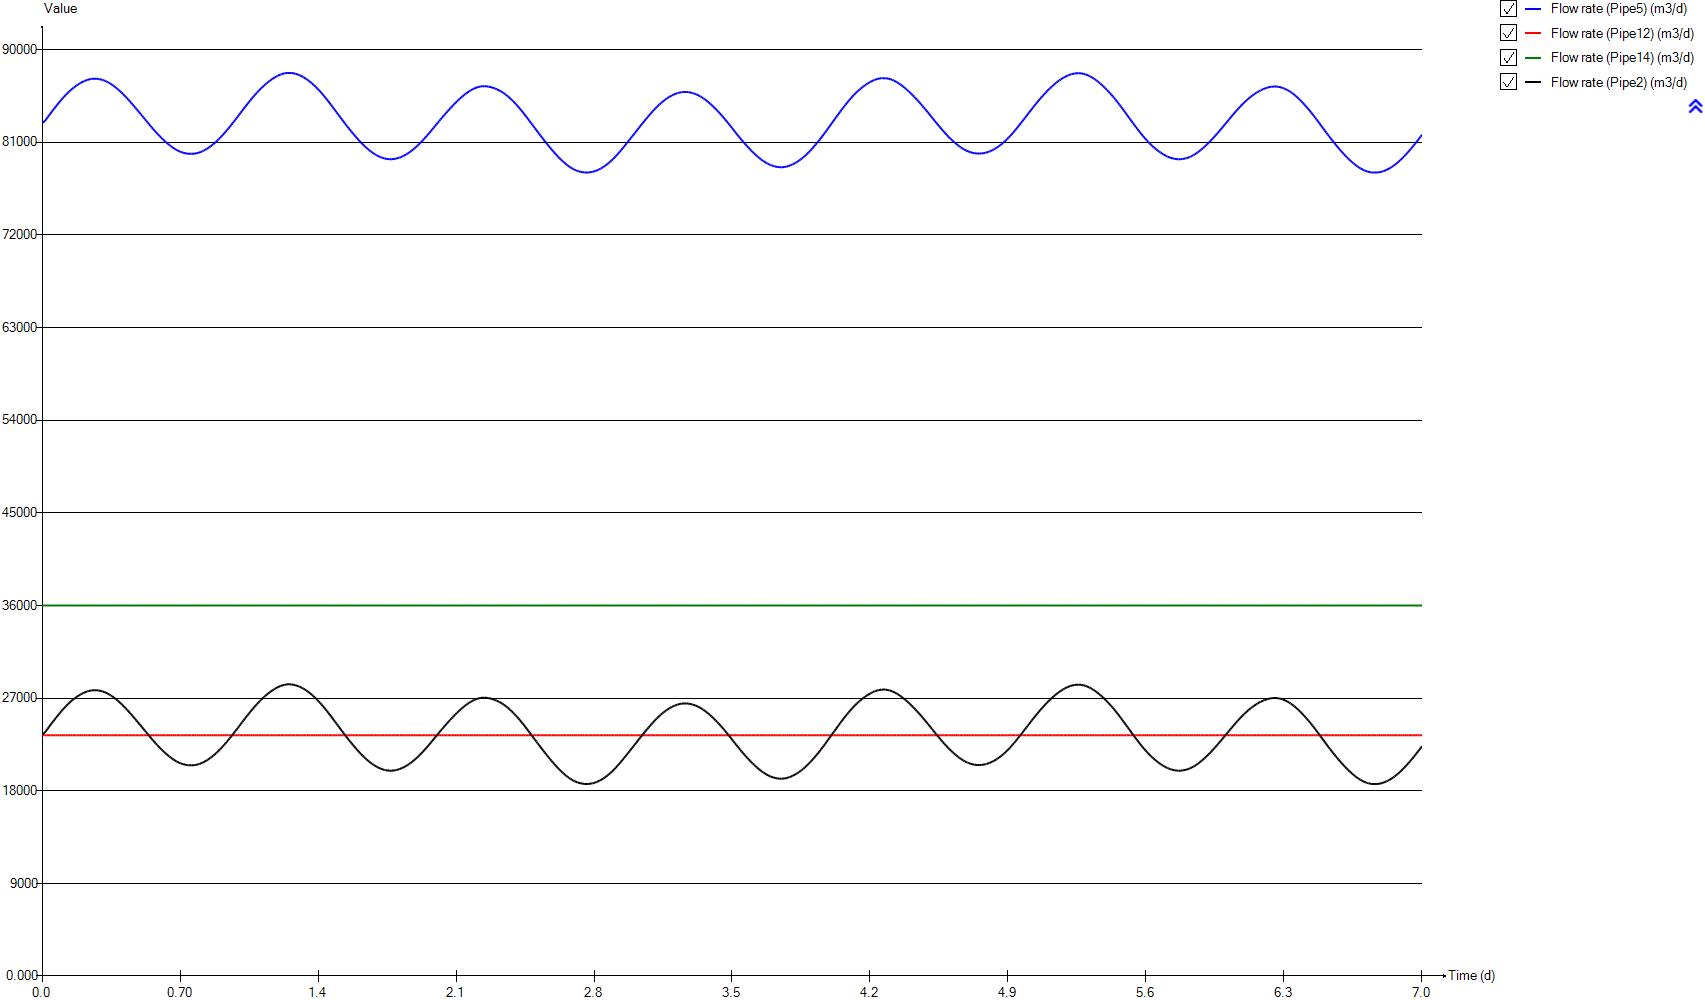 Value
90000
81000
72000
63000
54000
45000
36000
27000
18000
9000
0.000
0.0 0.70 1.4 2.1 2.8 3.5 4.2 4.9 5.6 6.3 7.0
Time (d)
Flow rate (Pipe5) (m3/d)
Flow rate (Pipe12) (m3/d)
Flow rate (Pipe14) (m3/d)
Flow rate (Pipe2) (m3/d)